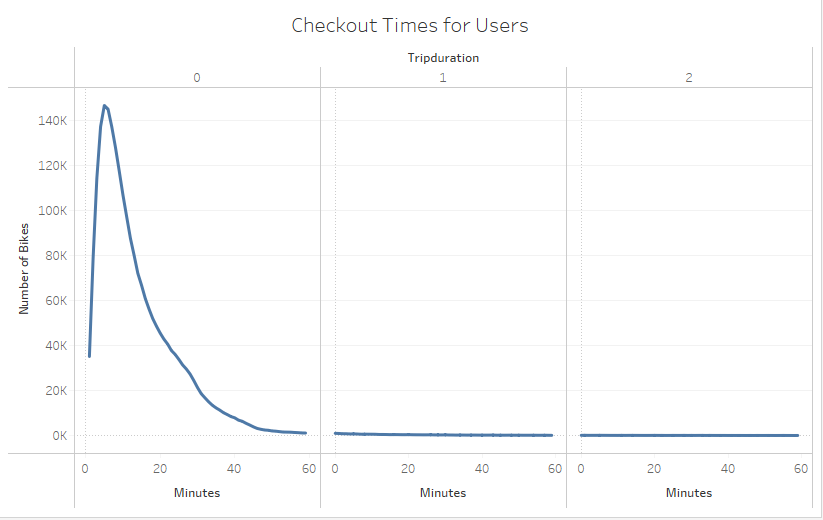 Checkout Times for Users
Tripduration
0 1 2
140K
120K
100K
80K
60K
40K
20K
0K
Number of Bikes
0 20 40 60 0 20 40 60 0 20 40 60
Minutes Minutes Minutes